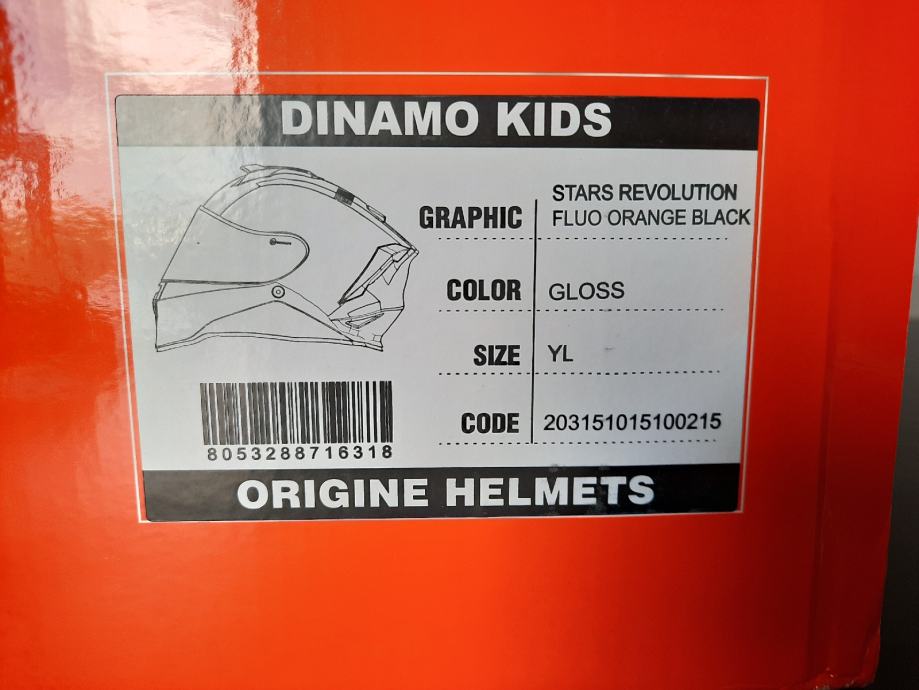 DINAMO KIDS
GRAPHIC STARS REVOLUTION
FLUO ORANGE BLACK
COLOR GLOSS
SIZE YL
CODE 203151015100215
8053288716318
ORIGINE HELMETS